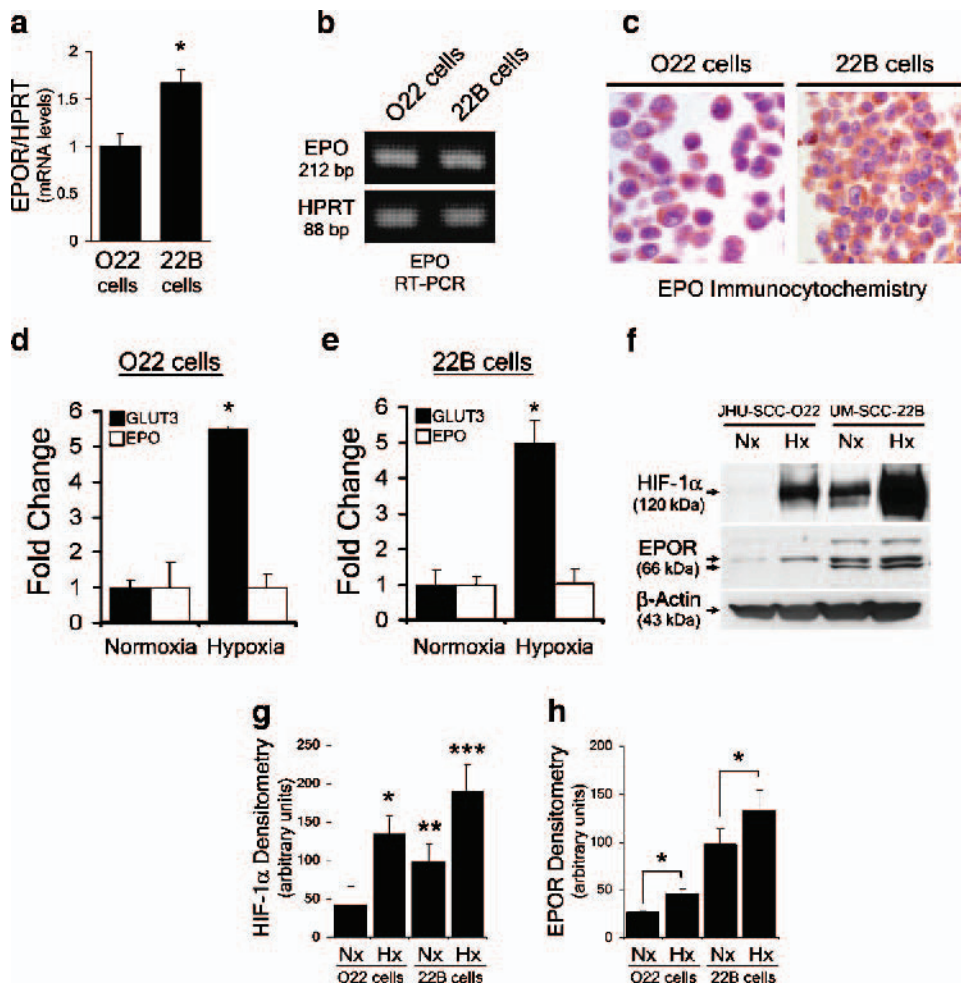 a
*
2
1.5
1
0.5
0
EPOR/HPRT
(mRNA levels)
O22 cells
22B cells
b
O22 cells
22B cells
EPO
212 bp
HPRT
88 bp
EPO
RT-PCR
c
O22 cells
22B cells
EPO Immunocytochemistry
d
O22 cells
GLUT3
EPO
*
6
5
4
3
2
1
0
Fold Change
Normoxia
Hypoxia
e
22B cells
GLUT3
EPO
*
6
5
4
3
2
1
0
Fold Change
Normoxia
Hypoxia
f
JHU-SCC-O22
UM-SCC-22B
Nx
Hx
Nx
Hx
HIF-1α
(120 kDa)
EPOR
(66 kDa)
β-Actin
(43 kDa)
g
HIF-1α Densitometry
(arbitrary units)
250
200
150
100
50
0
*
**
***
Nx
Hx
Nx
Hx
O22 cells
22B cells
h
EPOR Densitometry
(arbitrary units)
200
150
100
50
0
*
*
Nx
Hx
Nx
Hx
O22 cells
22B cells